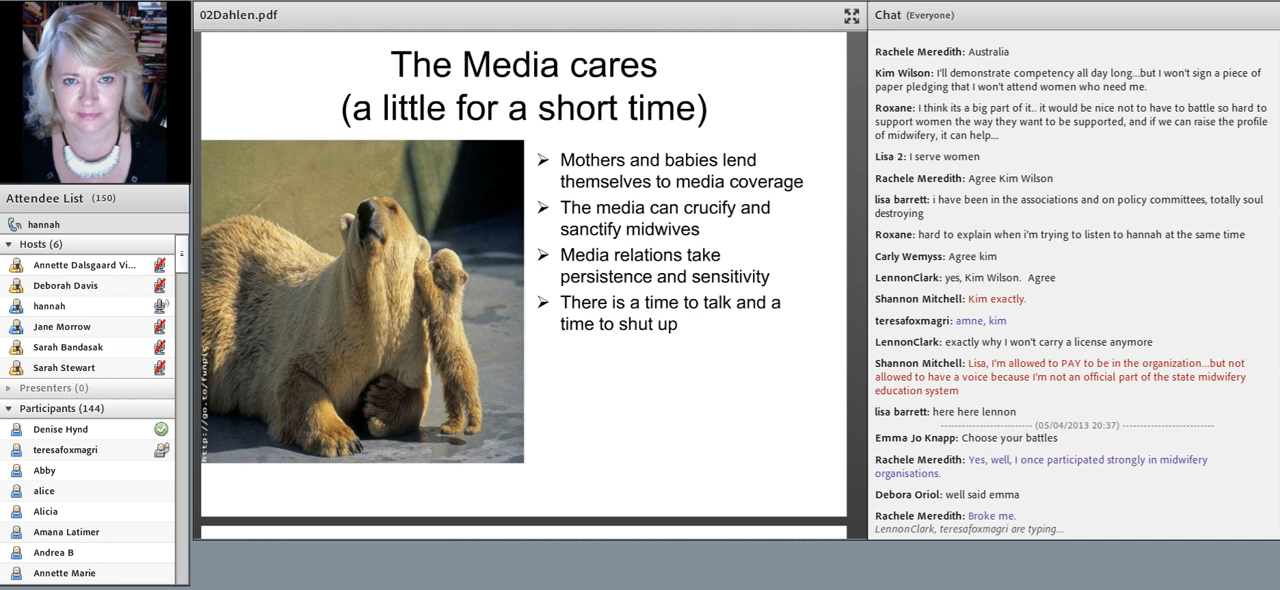 02Dahlen.pdf
The Media cares
(a little for a short time)
Mothers and babies lend
themselves to media coverage
The media can crucify and
sanctify midwives
Media relations take
persistence and sensitivity
There is a time to talk and a
time to shut up
Attendee List (150)
hannah
Hosts (6)
Annette Dalsgaard Vi...
Deborah Davis
hannah
Jane Morrow
Sarah Bandasak
Sarah Stewart
Presenters (0)
Participants (144)
Denise Hynd
teresafoxmagri
Abby
alice
Alicia
Amana Latimer
Andrea B
Annette Marie
Chat (Everyone)
Rachele Meredith: Australia
Kim Wilson: I'll demonstrate competency all day long...but I won't sign a piece of
paper pledging that I won't attend women who need me.
Roxane: I think its a big part of it.. it would be nice not to have to battle so hard to
support women the way they want to be supported, and if we can raise the profile
of midwifery, it can help....
Lisa 2: I serve women
Rachele Meredith: Agree Kim Wilson
lisa barrett: i have been in the associations and on policy committees, totally soul
destroying
Roxane: hard to explain when i'm trying to listen to hannah at the same time
Carly Wemyss: Agree kim
LennonClark: yes, Kim Wilson. Agree
Shannon Mitchell: Kim exactly.
teresafoxmagri: amne, kim
LennonClark: exactly why I won't carry a license anymore
Shannon Mitchell: Lisa, I'm allowed to PAY to be in the organization...but not
allowed to have a voice because I'm not an official part of the state midwifery
education system
lisa barrett: here here lennon
(05/04/2013 20:37)
Emma Jo Knapp: Choose your battles
Rachele Meredith: Yes, well, I once participated strongly in midwifery
organisations.
Debora Oriol: well said emma
Rachele Meredith: Broke me.
LennonClark, teresafoxmagri are typing...